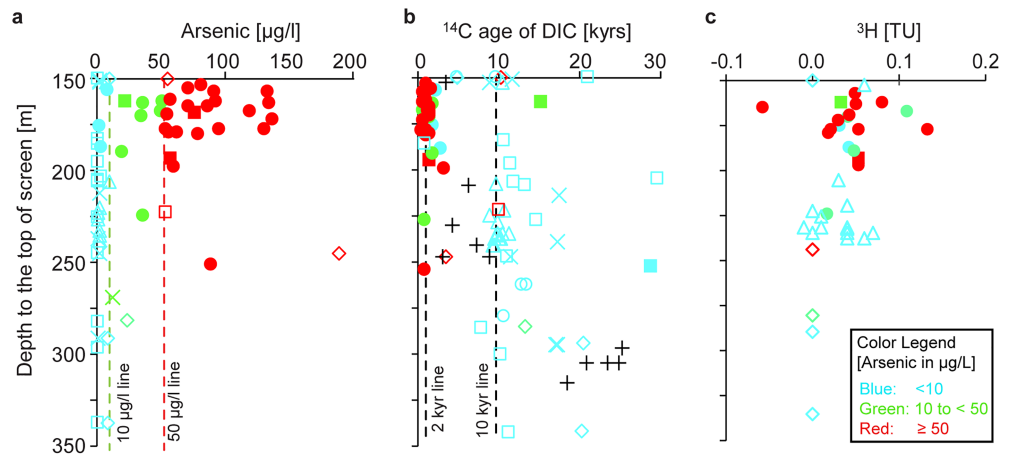 a
Arsenic [µg/l]
0 50 100 150 200
Depth to the top of screen [m]
150
200
250
300
350
10 µg/l line
50 µg/l line
b
¹⁴C age of DIC [kyrs]
0 10 20 30
2 kyr line
10 kyr line
c
³H [TU]
-0.1 0.0 0.1 0.2
Color Legend
[Arsenic in µg/L]
Blue: <10
Green: 10 to < 50
Red: ≥ 50